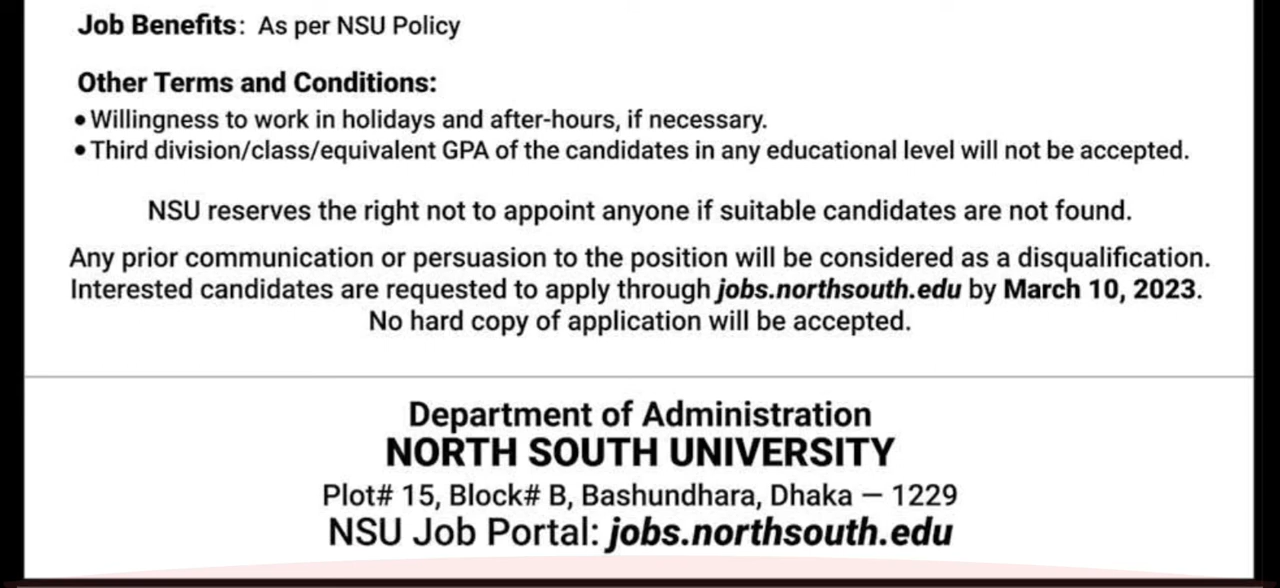 Job Benefits: As per NSU Policy
Other Terms and Conditions:
• Willingness to work in holidays and after-hours, if necessary.
• Third division/class/equivalent GPA of the candidates in any educational level will not be accepted.
NSU reserves the right not to appoint anyone if suitable candidates are not found.
Any prior communication or persuasion to the position will be considered as a disqualification.
Interested candidates are requested to apply through jobs.northsouth.edu by March 10, 2023.
No hard copy of application will be accepted.
Department of Administration
NORTH SOUTH UNIVERSITY
Plot# 15, Block# B, Bashundhara, Dhaka – 1229
NSU Job Portal: jobs.northsouth.edu